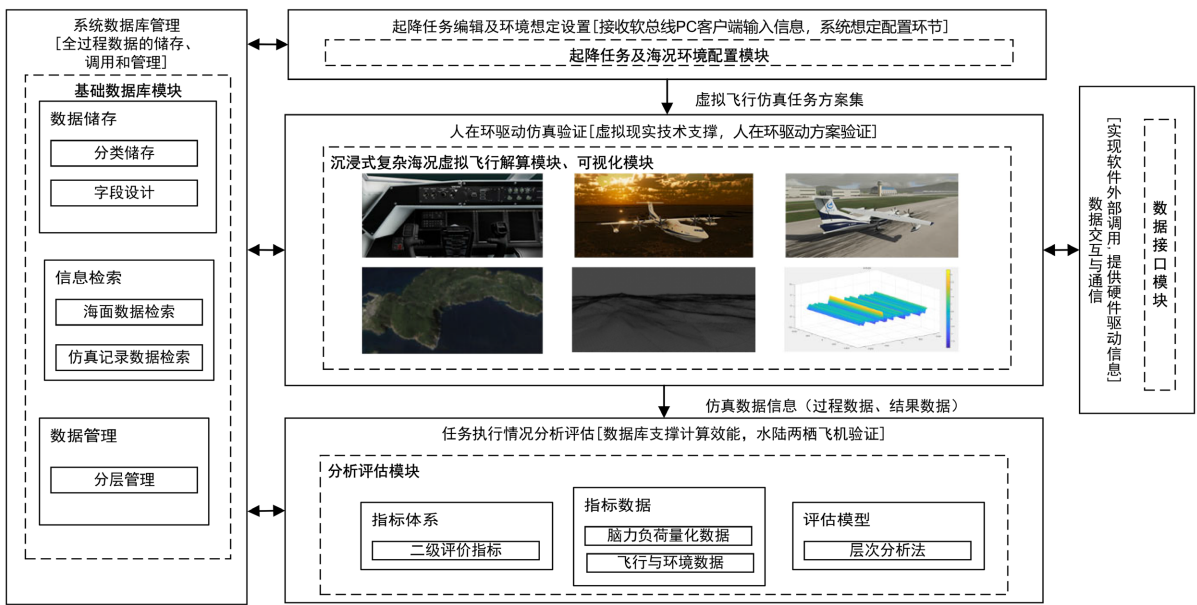 系统数据库管理
[全过程数据的储存、
调用和管理]
基础数据库模块
数据储存
分类储存
字段设计
信息检索
海面数据检索
仿真记录数据检索
数据管理
分层管理
起降任务编辑及环境想定设置[接收软总线PC客户端输入信息，系统想定配置环节]
起降任务及海况环境配置模块
虚拟飞行仿真任务方案集
人在环驱动仿真验证[虚拟现实技术支撑，人在环驱动方案验证]
沉浸式复杂海况虚拟飞行解算模块、可视化模块
仿真数据信息（过程数据、结果数据）
任务执行情况分析评估[数据库支撑计算效能，水陆两栖飞机验证]
分析评估模块
指标体系
二级评价指标
指标数据
脑力负荷量化数据
飞行与环境数据
评估模型
层次分析法
[实现软件外部调用,提供硬件驱动信息]
数据交互与通信
数据接口模块